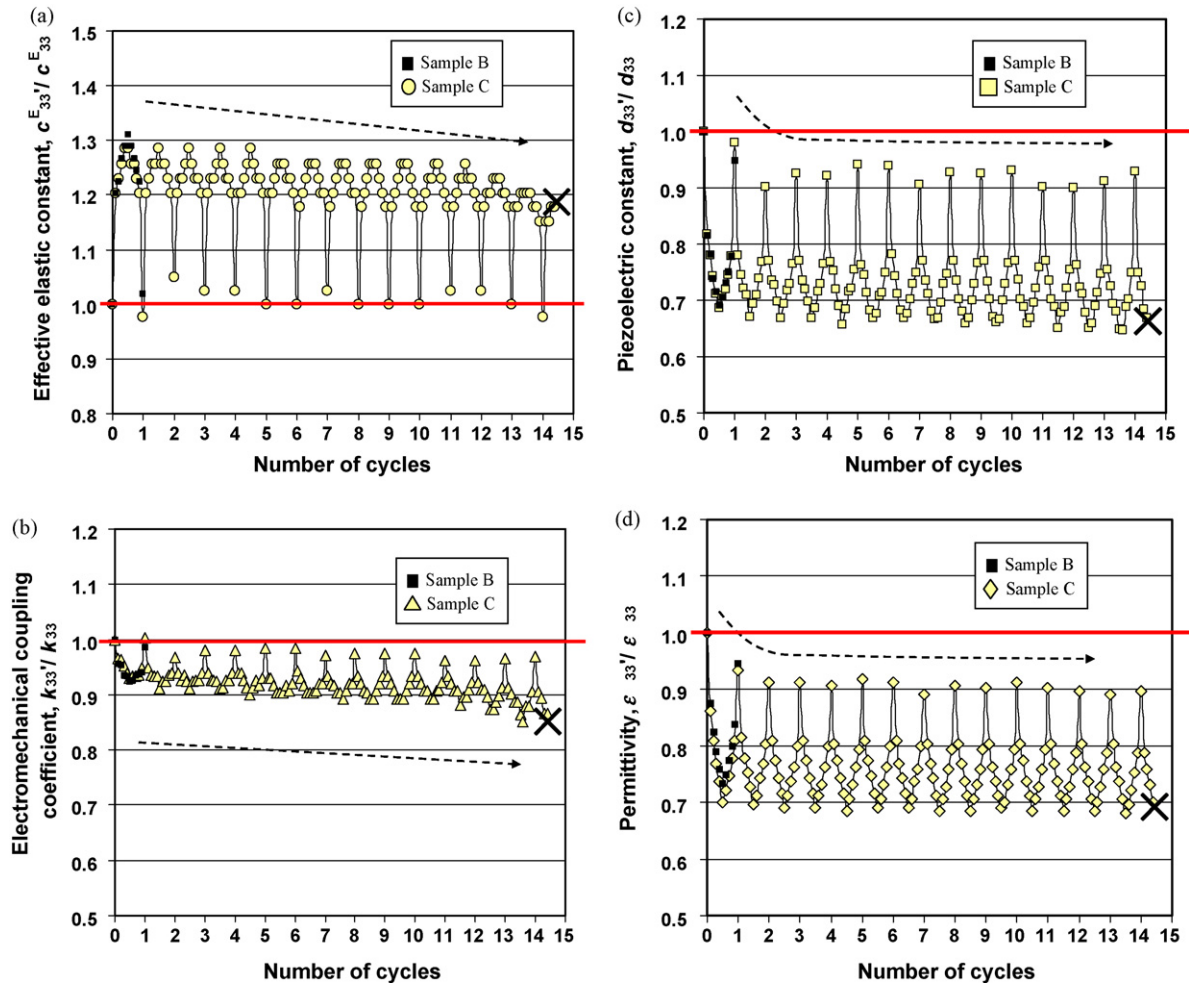 (a)
Effective elastic constant, c^E_33'/ c^E_33
1.5
1.4
1.3
1.2
1.1
1.0
0.9
0.8
Sample B
Sample C
0 1 2 3 4 5 6 7 8 9 10 11 12 13 14 15
Number of cycles
(c)
Piezoelectric constant, d33'/ d33
1.2
1.1
1.0
0.9
0.8
0.7
0.6
0.5
Sample B
Sample C
0 1 2 3 4 5 6 7 8 9 10 11 12 13 14 15
Number of cycles
(b)
Electromechanical coupling
coefficient, k33'/ k33
1.2
1.1
1.0
0.9
0.8
0.7
0.6
0.5
Sample B
Sample C
0 1 2 3 4 5 6 7 8 9 10 11 12 13 14 15
Number of cycles
(d)
Permittivity, ε 33'/ ε 33
1.2
1.1
1.0
0.9
0.8
0.7
0.6
0.5
Sample B
Sample C
0 1 2 3 4 5 6 7 8 9 10 11 12 13 14 15
Number of cycles